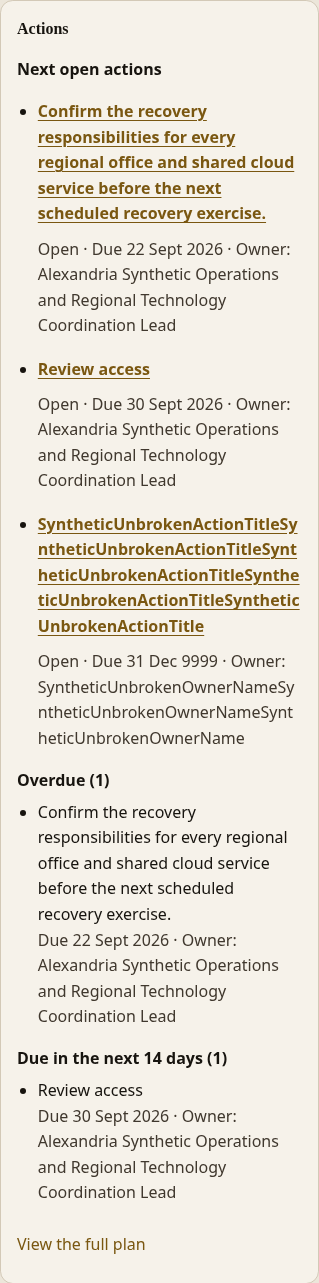 Actions
Next open actions
Confirm the recovery
responsibilities for every
regional office and shared cloud
service before the next
scheduled recovery exercise.
Open · Due 22 Sept 2026 · Owner:
Alexandria Synthetic Operations
and Regional Technology
Coordination Lead
Review access
Open · Due 30 Sept 2026 · Owner:
Alexandria Synthetic Operations
and Regional Technology
Coordination Lead
SyntheticUnbrokenActionTitleSy
ntheticUnbrokenActionTitleSynt
heticUnbrokenActionTitleSynthe
ticUnbrokenActionTitleSynthetic
UnbrokenActionTitle
Open · Due 31 Dec 9999 · Owner:
SyntheticUnbrokenOwnerNameSy
ntheticUnbrokenOwnerNameSynt
heticUnbrokenOwnerName
Overdue (1)
Confirm the recovery
responsibilities for every regional
office and shared cloud service
before the next scheduled
recovery exercise.
Due 22 Sept 2026 · Owner:
Alexandria Synthetic Operations
and Regional Technology
Coordination Lead
Due in the next 14 days (1)
Review access
Due 30 Sept 2026 · Owner:
Alexandria Synthetic Operations
and Regional Technology
Coordination Lead
View the full plan